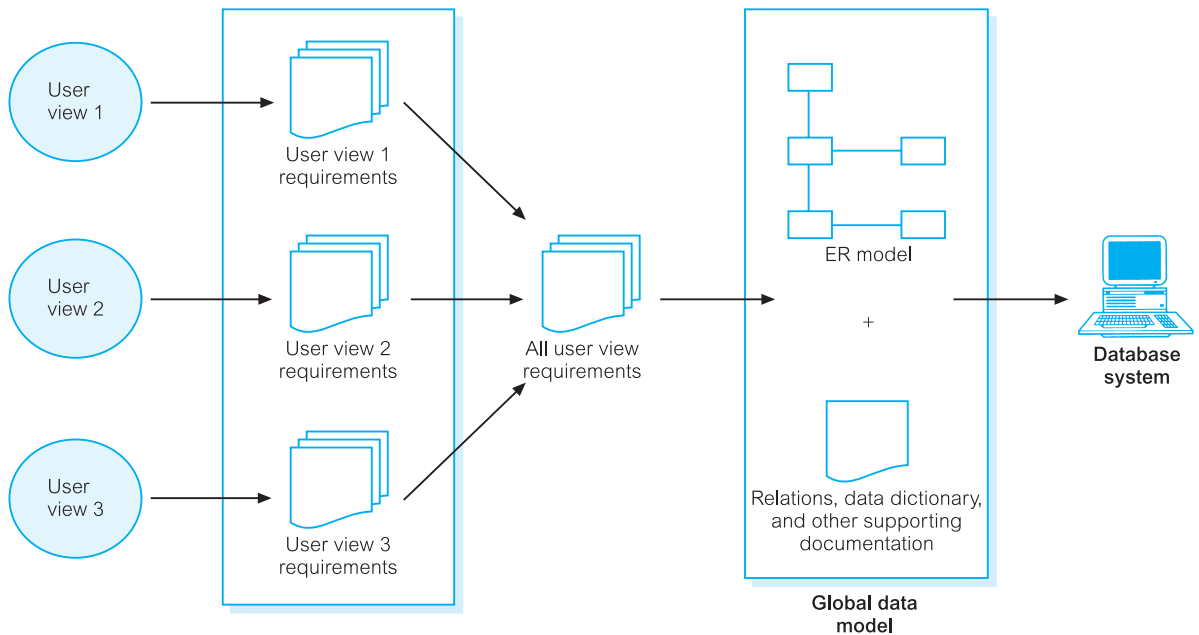 User
view 1
User view 1
requirements
User
view 2
User view 2
requirements
User
view 3
User view 3
requirements
All user view
requirements
ER model
+
Relations, data dictionary,
and other supporting
documentation
Global data
model
Database
system